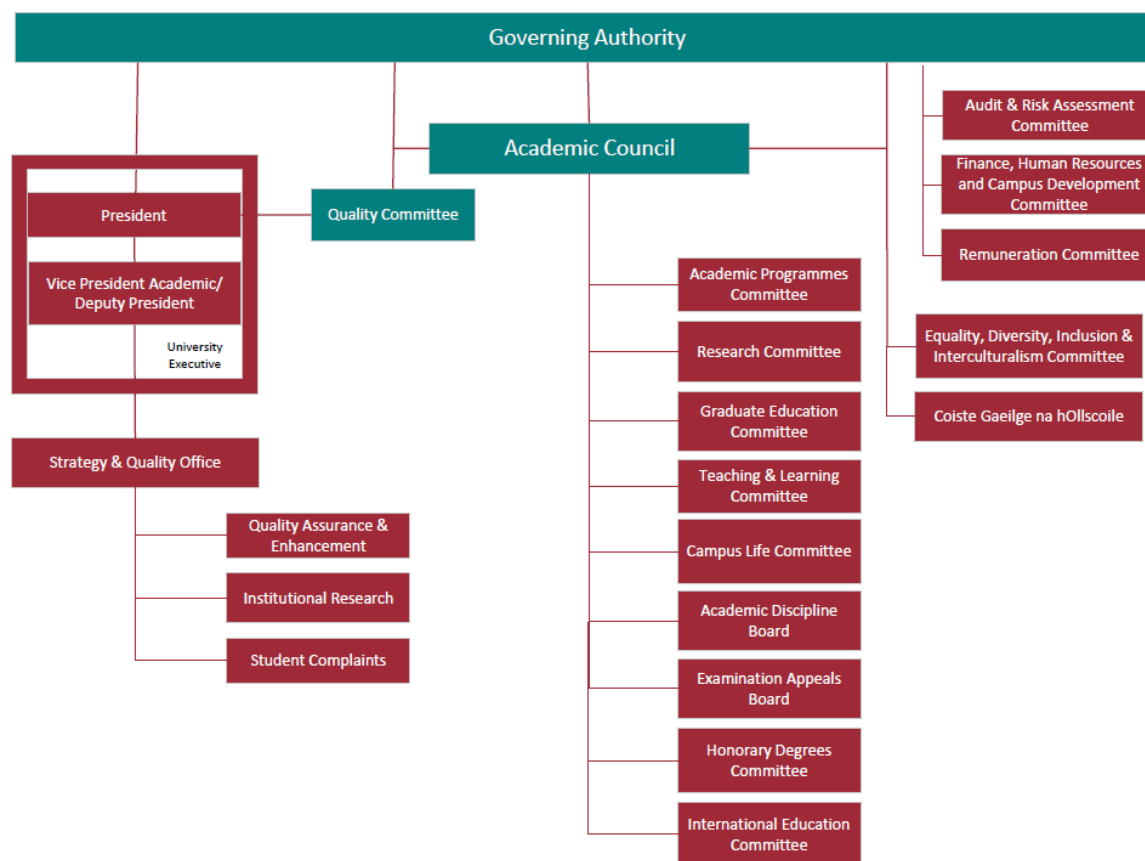 Governing Authority
Academic Council
Quality Committee
President
Vice President Academic/
Deputy President
University
Executive
Strategy & Quality Office
Quality Assurance &
Enhancement
Institutional Research
Student Complaints
Academic Programmes
Committee
Research Committee
Graduate Education
Committee
Teaching & Learning
Committee
Campus Life Committee
Academic Discipline
Board
Examination Appeals
Board
Honorary Degrees
Committee
International Education
Committee
Audit & Risk Assessment
Committee
Finance, Human Resources
and Campus Development
Committee
Remuneration Committee
Equality, Diversity, Inclusion &
Interculturalism Committee
Coiste Gaeilge na hOllscoile